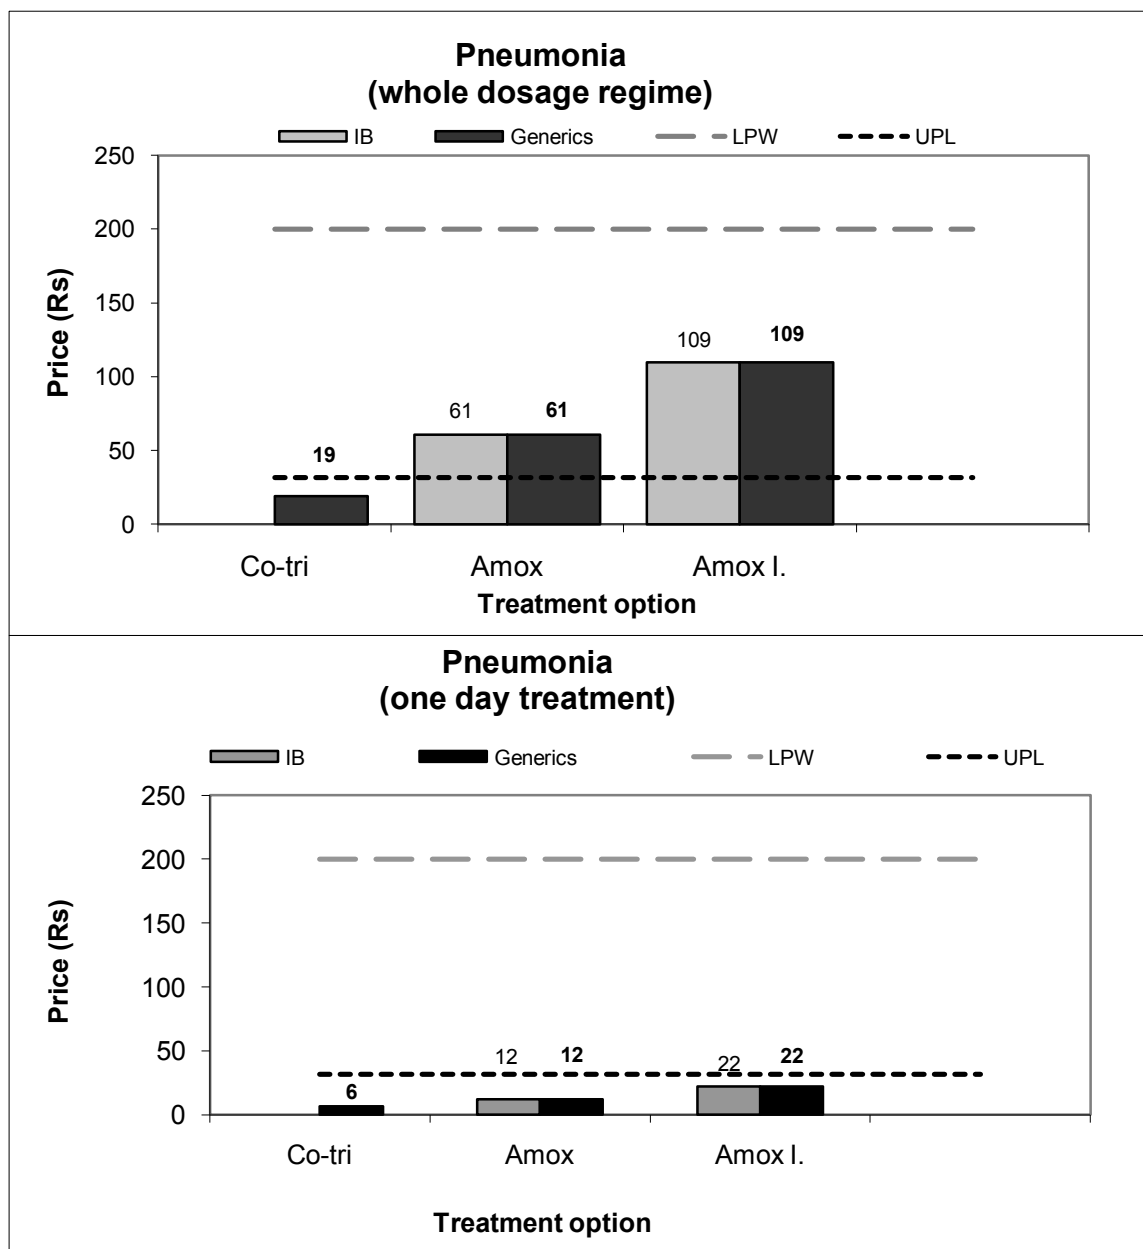 Pneumonia
(whole dosage regime)
IB Generics LPW UPL
250
200
150
100
50
0
Price (Rs)
19
61
61
109
109
Co-tri Amox Amox I.
Treatment option
Pneumonia
(one day treatment)
IB Generics LPW UPL
250
200
150
100
50
0
Price (Rs)
6
12
12
22
22
Co-tri Amox Amox I.
Treatment option